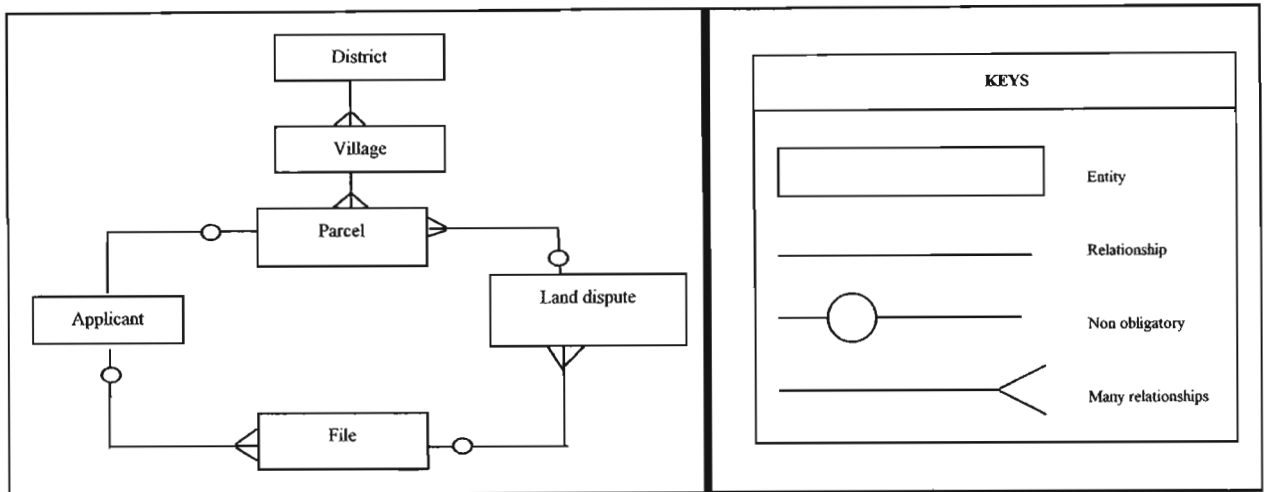 District
Village
Parcel
Applicant
Land dispute
File
KEYS
Entity
Relationship
Non obligatory
Many relationships